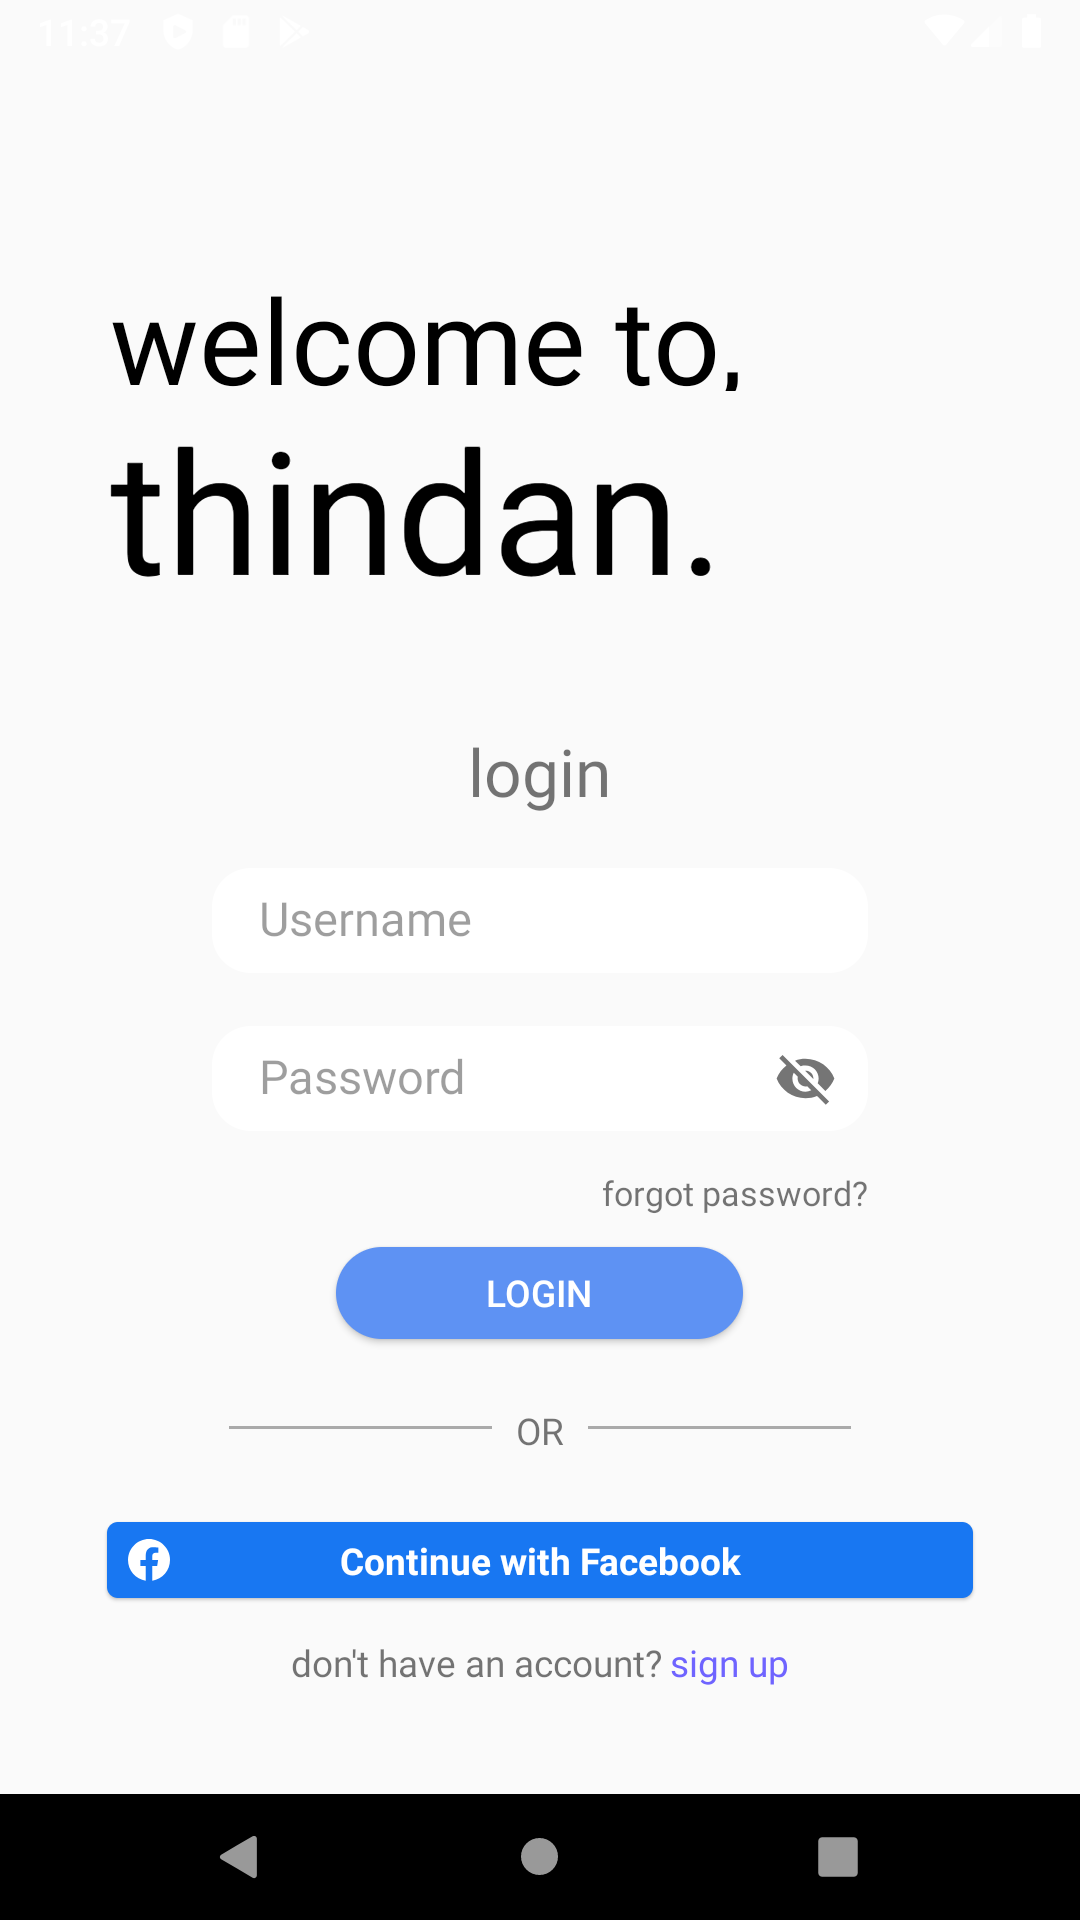 11:37
welcome to,
thindan.
login
Username
Password
forgot password?
LOGIN
OR
Continue with Facebook
don't have an account? sign up